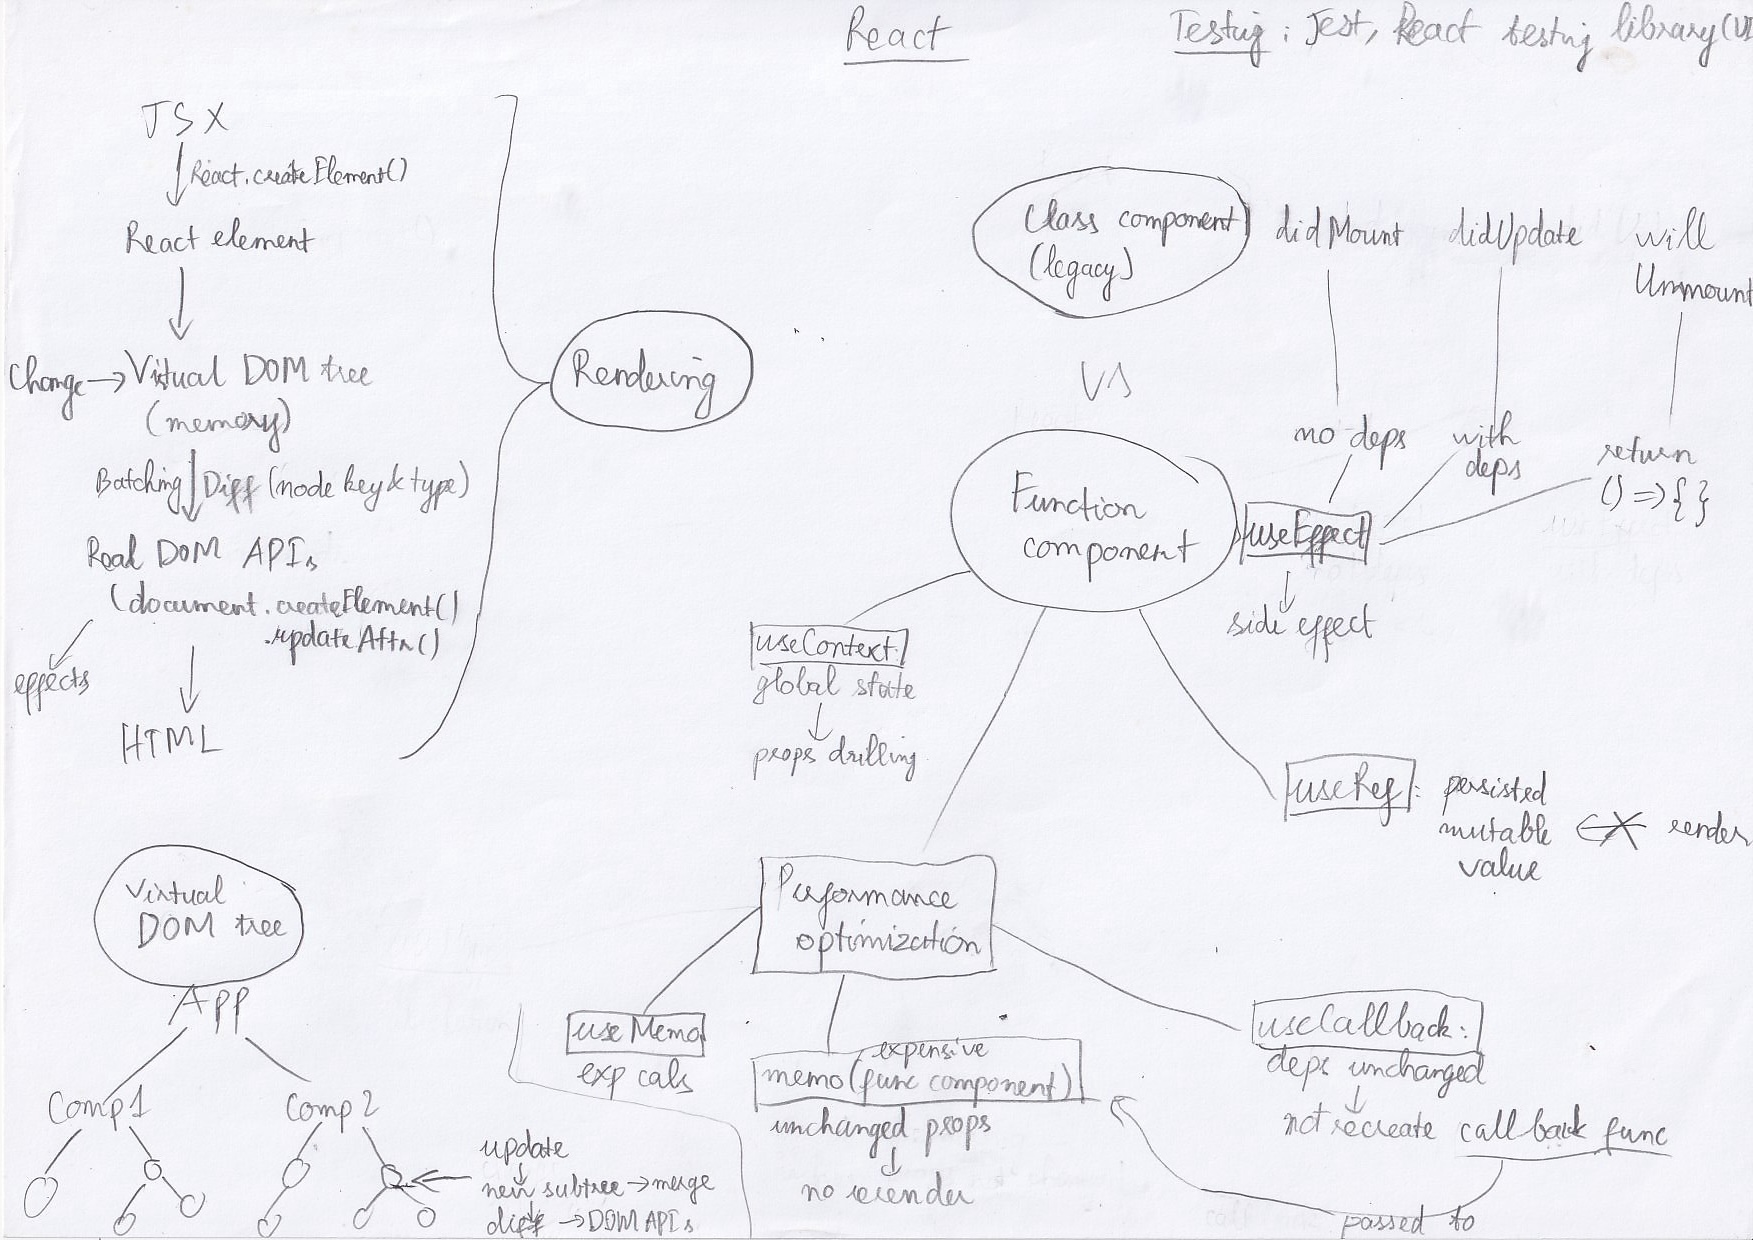 React
Testing : Jest, React testing library (UI
JSX
React.createElement()
React element
Change → Virtual DOM tree
(memory)
Batching Diff (node key & type)
Real DOM APIs
(document.createElement()
.updateAttr()
effects
HTML
Rendering
Class component
(legacy)
didMount
didUpdate
will
Unmount
VS
no deps
with
deps
return
() => { }
Function
component
useEffect
side effect
useContext
global state
props drilling
useRef : persisted
mutable
value
render
Performance
optimization
useMemo
exp cals
expensive
memo(func component)
unchanged props
no rerender
useCallback:
deps unchanged
not recreate callback func
passed to
Virtual
DOM tree
App
Comp1
Comp2
update
new subtree → merge
diff → DOM APIs